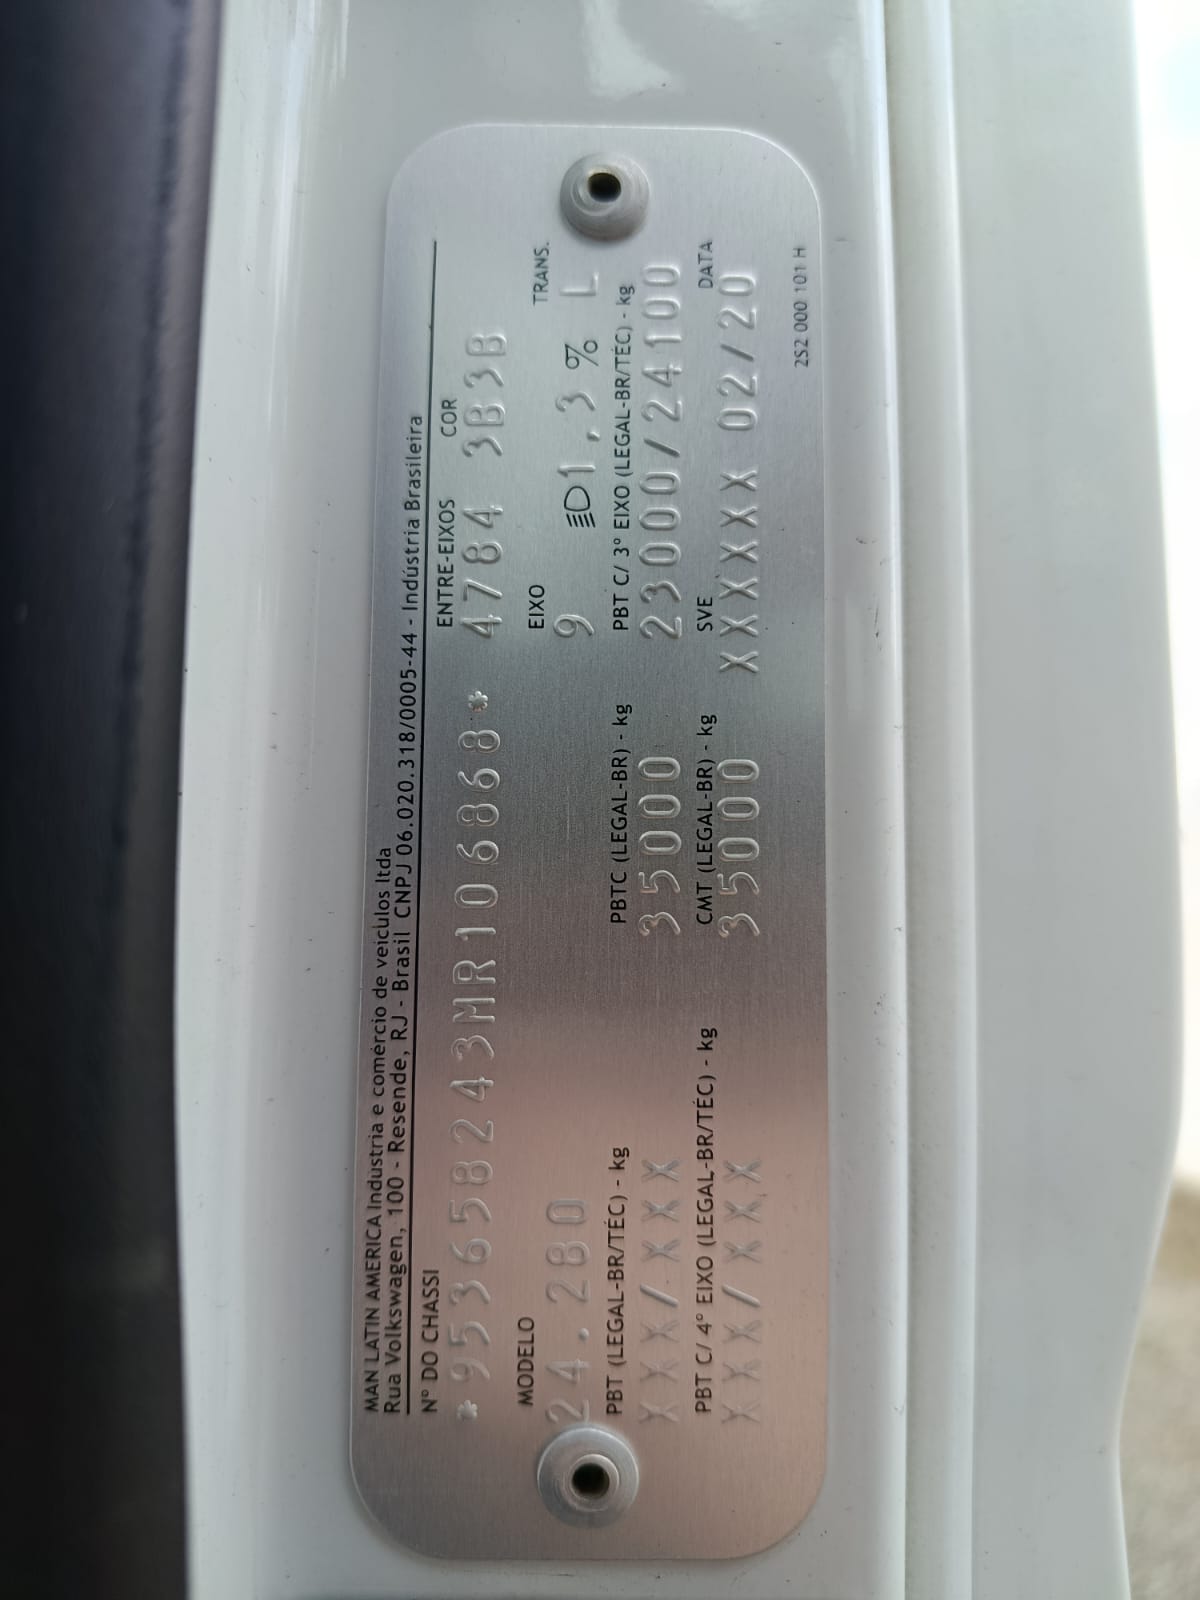 MAN LATIN AMERICA Indústria e comércio de veículos ltda
Rua Volkswagen, 100 - Resende, RJ - Brasil CNPJ 06.020.318/0005-44 - Indústria Brasileira
Nº DO CHASSI ENTRE-EIXOS COR
*953658243MR106868* 4784 3B3B
MODELO EIXO TRANS.
24.280 9 1,3 % L
PBT (LEGAL-BR/TÉC) - kg PBTC (LEGAL-BR) - kg PBT C/ 3º EIXO (LEGAL-BR/TÉC) - kg
XXX/XXX 35000 23000/24100
PBT C/ 4º EIXO (LEGAL-BR/TÉC) - kg CMT (LEGAL-BR) - kg SVE DATA
XXX/XXX 35000 XXXXX 02/20
2S2 000 101 H